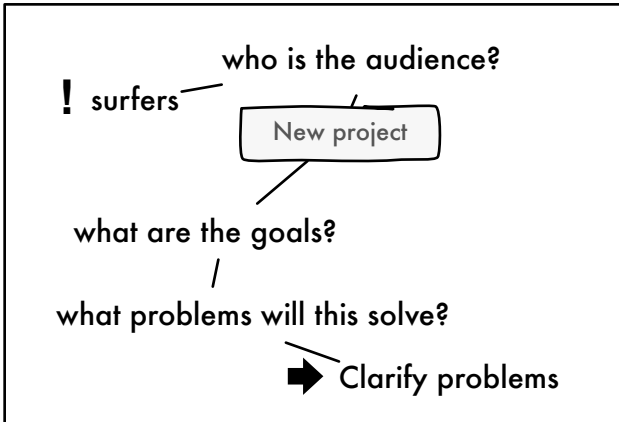 who is the audience?
! surfers
New project
what are the goals?
what problems will this solve?
Clarify problems